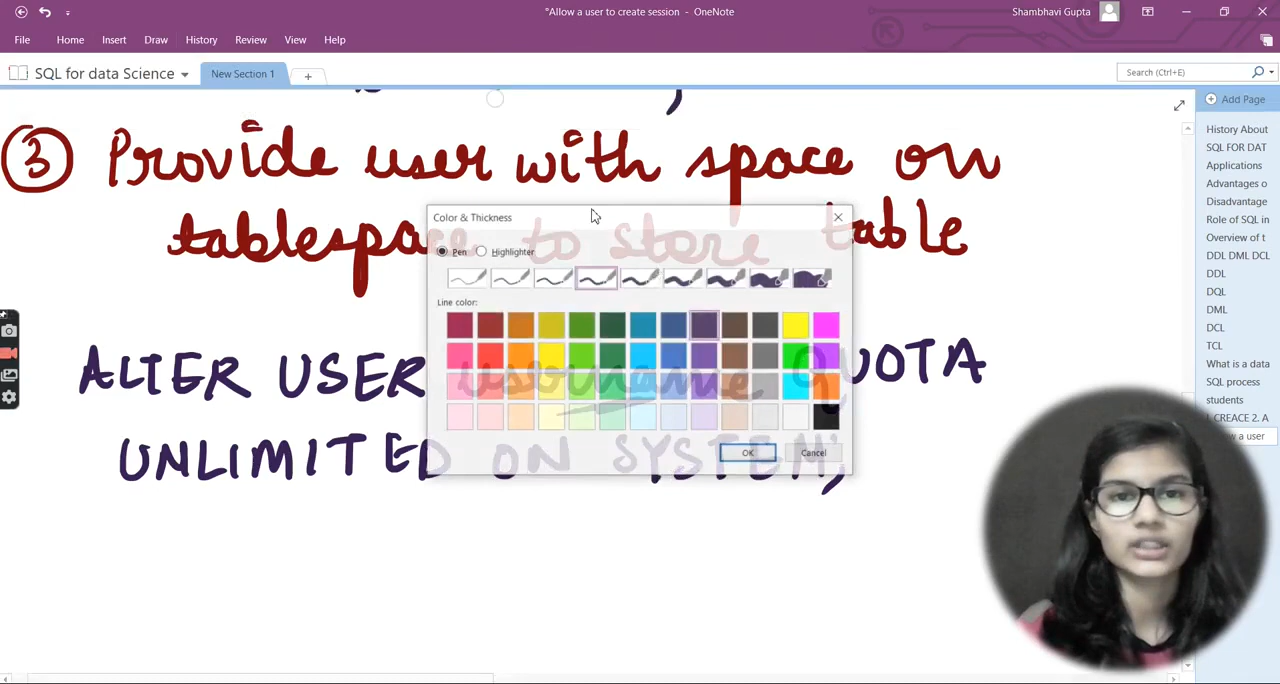 *Allow a user to create session - OneNote
Shambhavi Gupta
File Home Insert Draw History Review View Help
SQL for data Science
New Section 1
+
Search (Ctrl+E)
Add Page
③ Provide user with space on
tablespace to store table
ALTER USER username QUOTA
UNLIMITED ON SYSTEM;
Color & Thickness
Pen Highlighter
Line color:
OK Cancel
History About
SQL FOR DAT
Applications
Advantages o
Disadvantage
Role of SQL in
Overview of t
DDL DML DCL
DDL
DQL
DML
DCL
TCL
What is a data
SQL process
students
CREACE 2. A
w a user